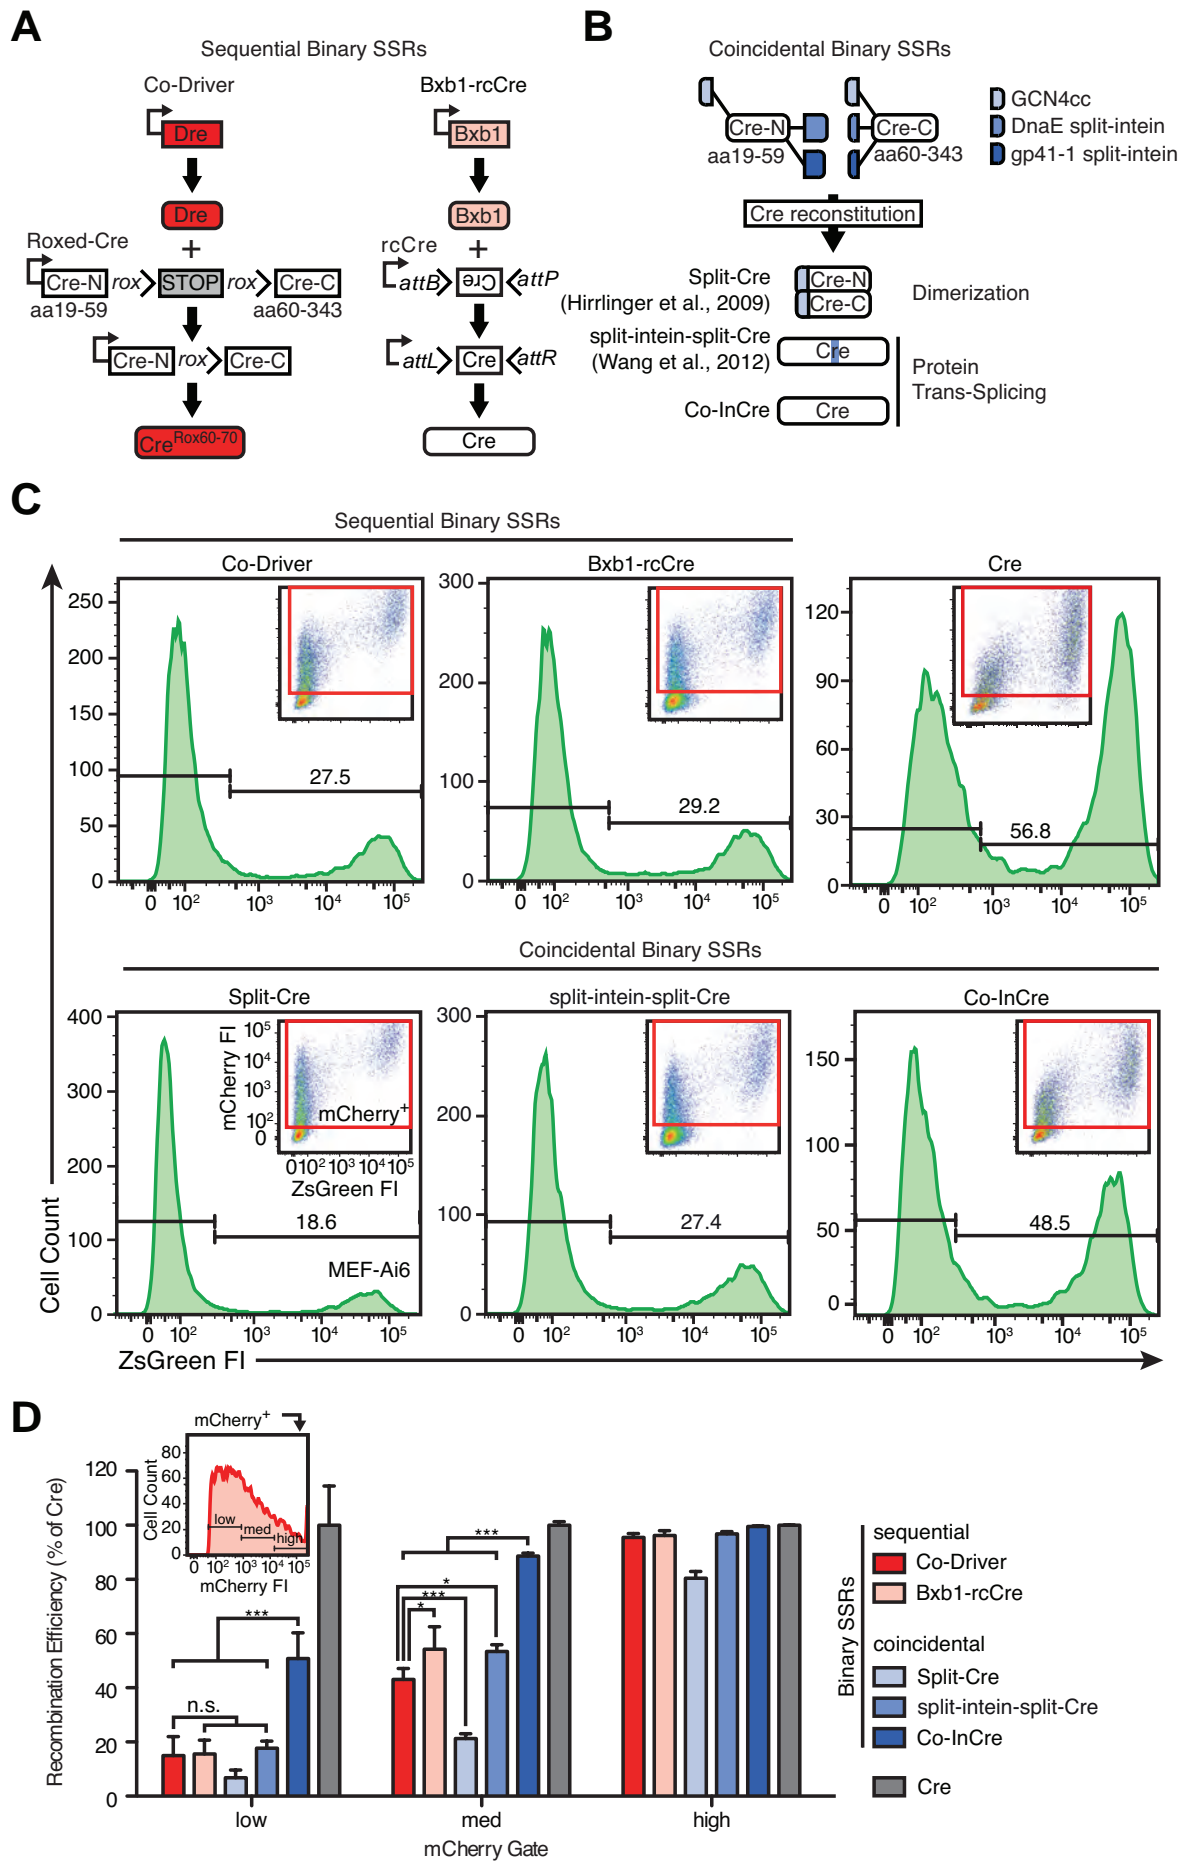 A
Sequential Binary SSRs
Co-Driver
Bxb1-rcCre
Dre
Bxb1
Dre
Bxb1
+
+
Roxed-Cre
rcCre
Cre-N rox STOP rox Cre-C
attB Cre attP
aa19-59
aa60-343
Cre-N rox Cre-C
attL Cre attR
CreRox60-70
Cre
B
Coincidental Binary SSRs
GCN4cc
DnaE split-intein
gp41-1 split-intein
Cre-N
Cre-C
aa19-59
aa60-343
Cre reconstitution
Split-Cre
(Hirrlinger et al., 2009)
Cre-N
Cre-C
Dimerization
split-intein-split-Cre
(Wang et al., 2012)
Cre
Protein
Trans-Splicing
Co-InCre
Cre
C
Sequential Binary SSRs
Co-Driver
Bxb1-rcCre
Cre
250
200
150
100
50
0
27.5
0 10² 10³ 10⁴ 10⁵
300
200
100
0
29.2
0 10² 10³ 10⁴ 10⁵
120
90
60
30
0
56.8
0 10² 10³ 10⁴ 10⁵
Coincidental Binary SSRs
Split-Cre
split-intein-split-Cre
Co-InCre
400
300
200
100
0
mCherry FI
10⁵
10⁴
10³
10²
0
mCherry⁺
0 10² 10³ 10⁴ 10⁵
ZsGreen FI
18.6
MEF-Ai6
0 10² 10³ 10⁴ 10⁵
300
200
100
0
27.4
0 10² 10³ 10⁴ 10⁵
150
100
50
0
48.5
0 10² 10³ 10⁴ 10⁵
Cell Count
ZsGreen FI
D
mCherry⁺
Cell Count
80
60
40
20
0
low
med
high
0 10² 10³ 10⁴ 10⁵
mCherry FI
Recombination Efficiency (% of Cre)
120
100
80
60
40
20
0
n.s.
***
*
***
*
***
low
med
high
mCherry Gate
Binary SSRs
sequential
Co-Driver
Bxb1-rcCre
coincidental
Split-Cre
split-intein-split-Cre
Co-InCre
Cre